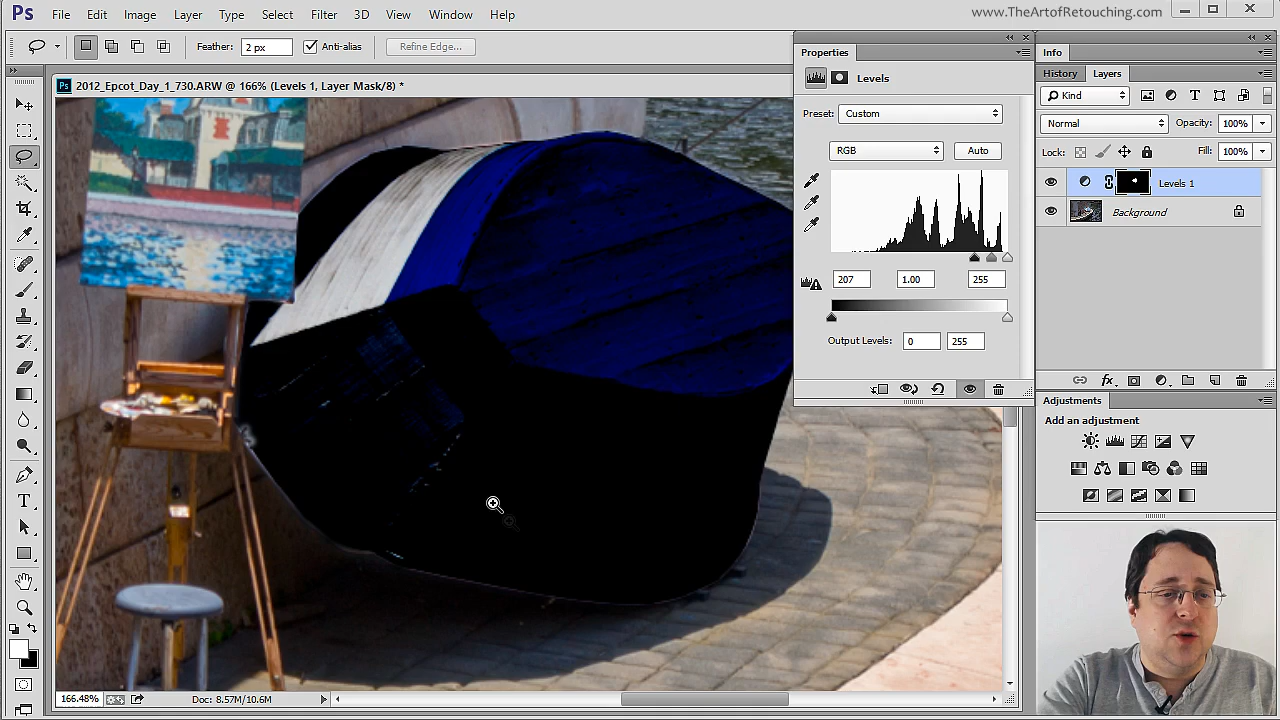 Ps File Edit Image Layer Type Select Filter 3D View Window Help
www.TheArtofRetouching.com
Feather: 2 px Anti-alias Refine Edge...
Ps 2012_Epcot_Day_1_730.ARW @ 166% (Levels 1, Layer Mask/8) *
Properties
Levels
Preset: Custom
RGB Auto
207 1.00 255
Output Levels: 0 255
Info
History Layers
Kind
Normal Opacity: 100%
Lock: Fill: 100%
Levels 1
Background
fx
Adjustments
Add an adjustment
T
T
166.48% Doc: 8.57M/10.6M